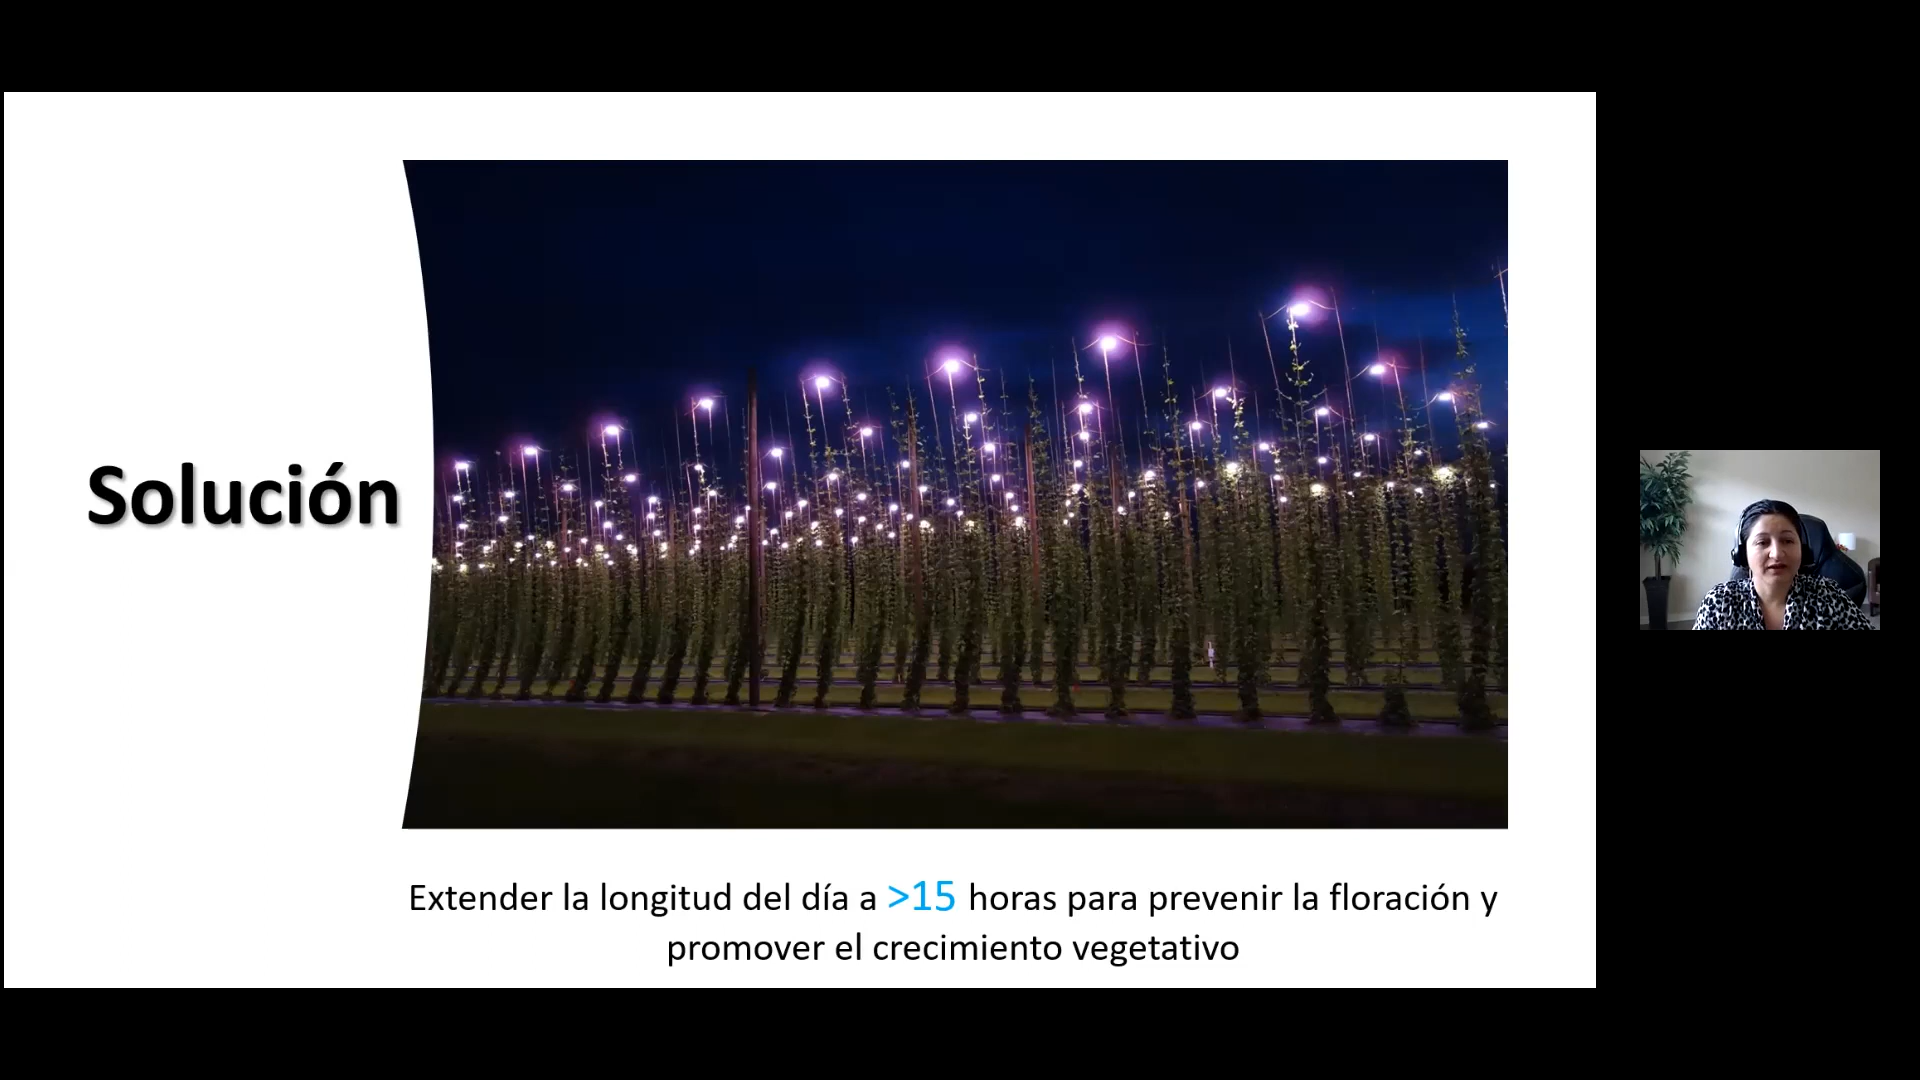 Solución
Extender la longitud del día a >15 horas para prevenir la floración y
promover el crecimiento vegetativo